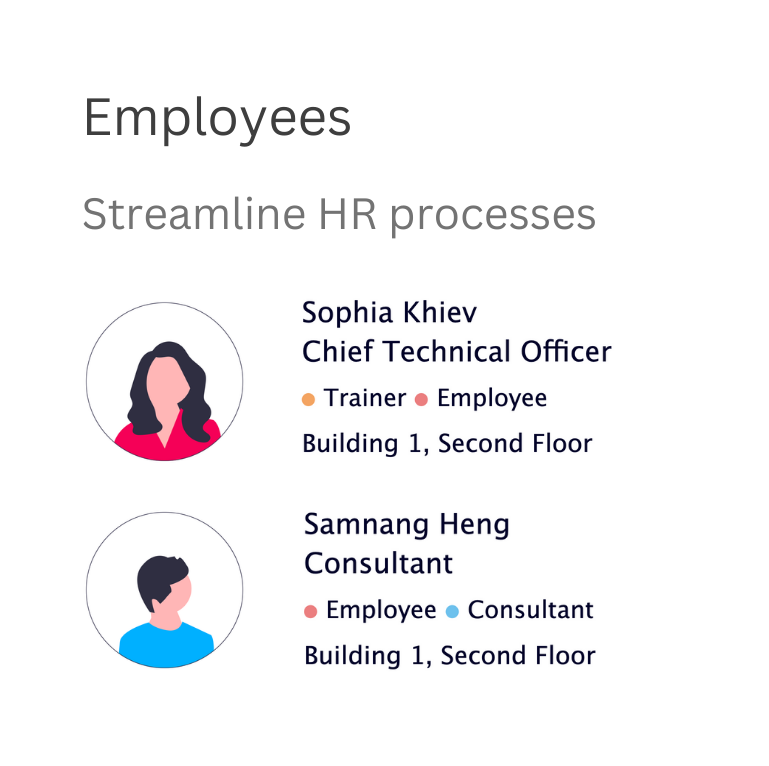 Employees
Streamline HR processes
Sophia Khiev
Chief Technical Officer
Trainer Employee
Building 1, Second Floor
Samnang Heng
Consultant
Employee Consultant
Building 1, Second Floor